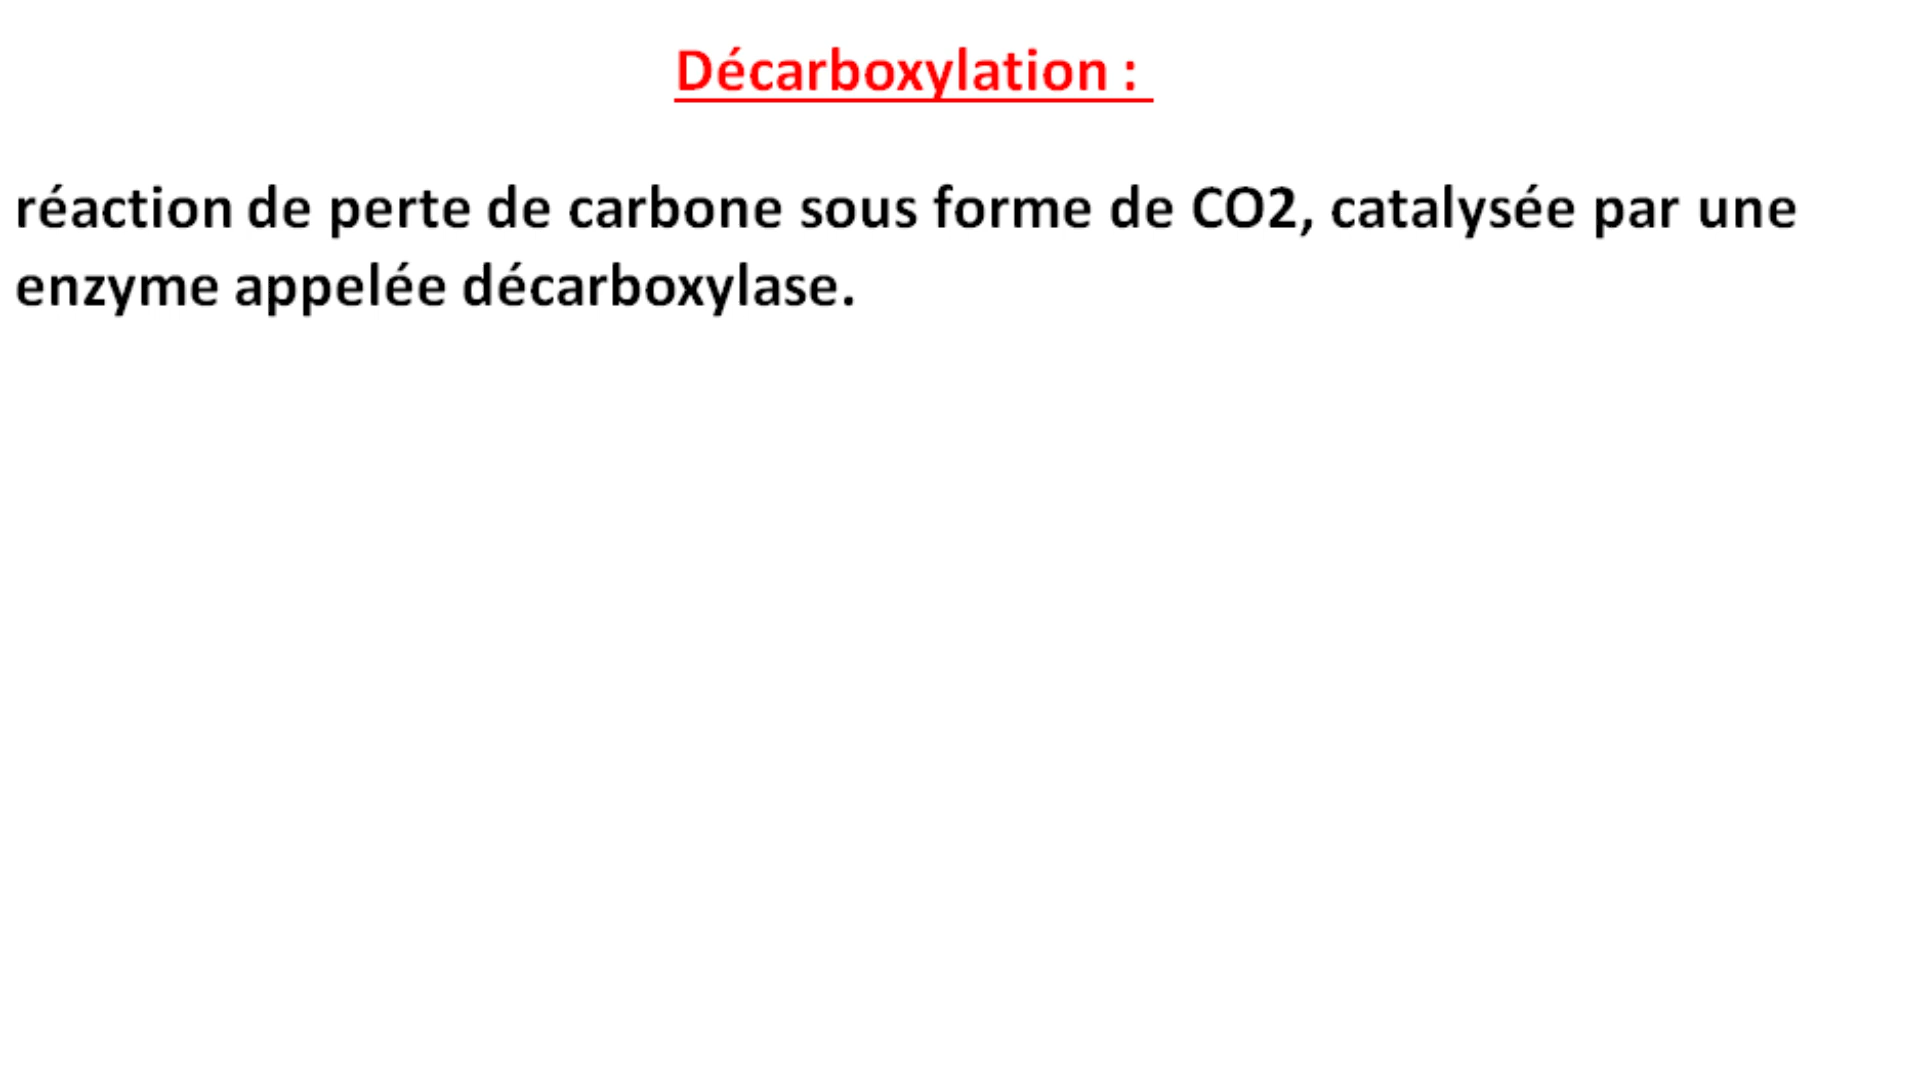 Décarboxylation :
réaction de perte de carbone sous forme de CO2, catalysée par une
enzyme appelée décarboxylase.